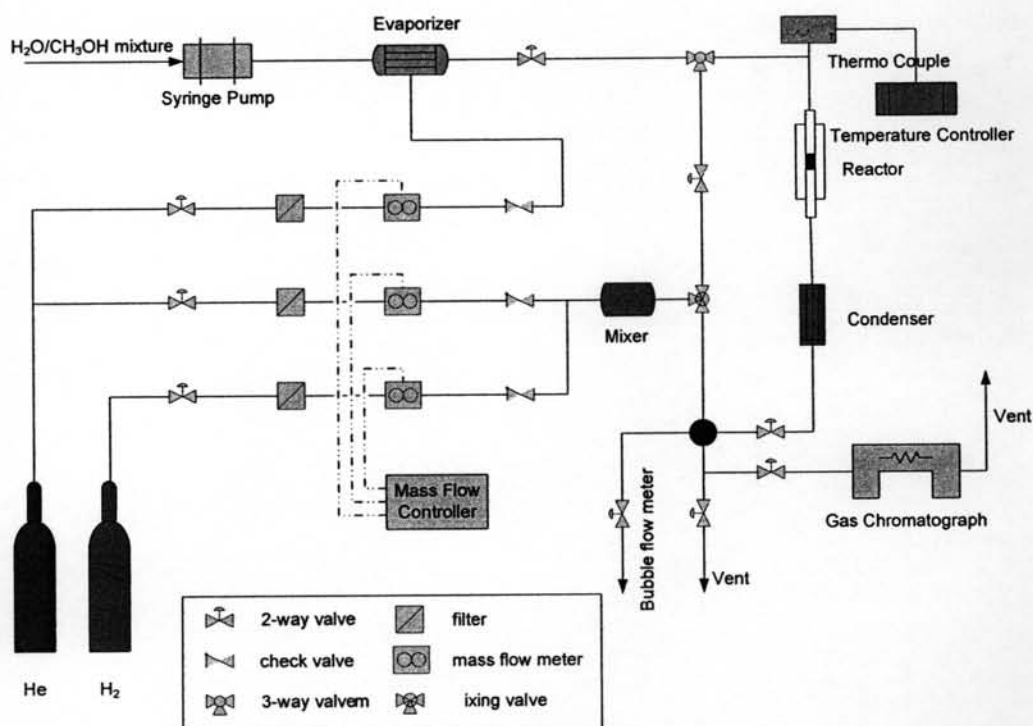 Evaporizer
H₂O/CH₃OH mixture
Syringe Pump
Thermo Couple
Temperature Controller
Reactor
Mixer
Condenser
Vent
Mass Flow
Controller
Bubble flow meter
Gas Chromatograph
Vent
He
H₂
2-way valve
filter
check valve
mass flow meter
3-way valvem
ixing valve